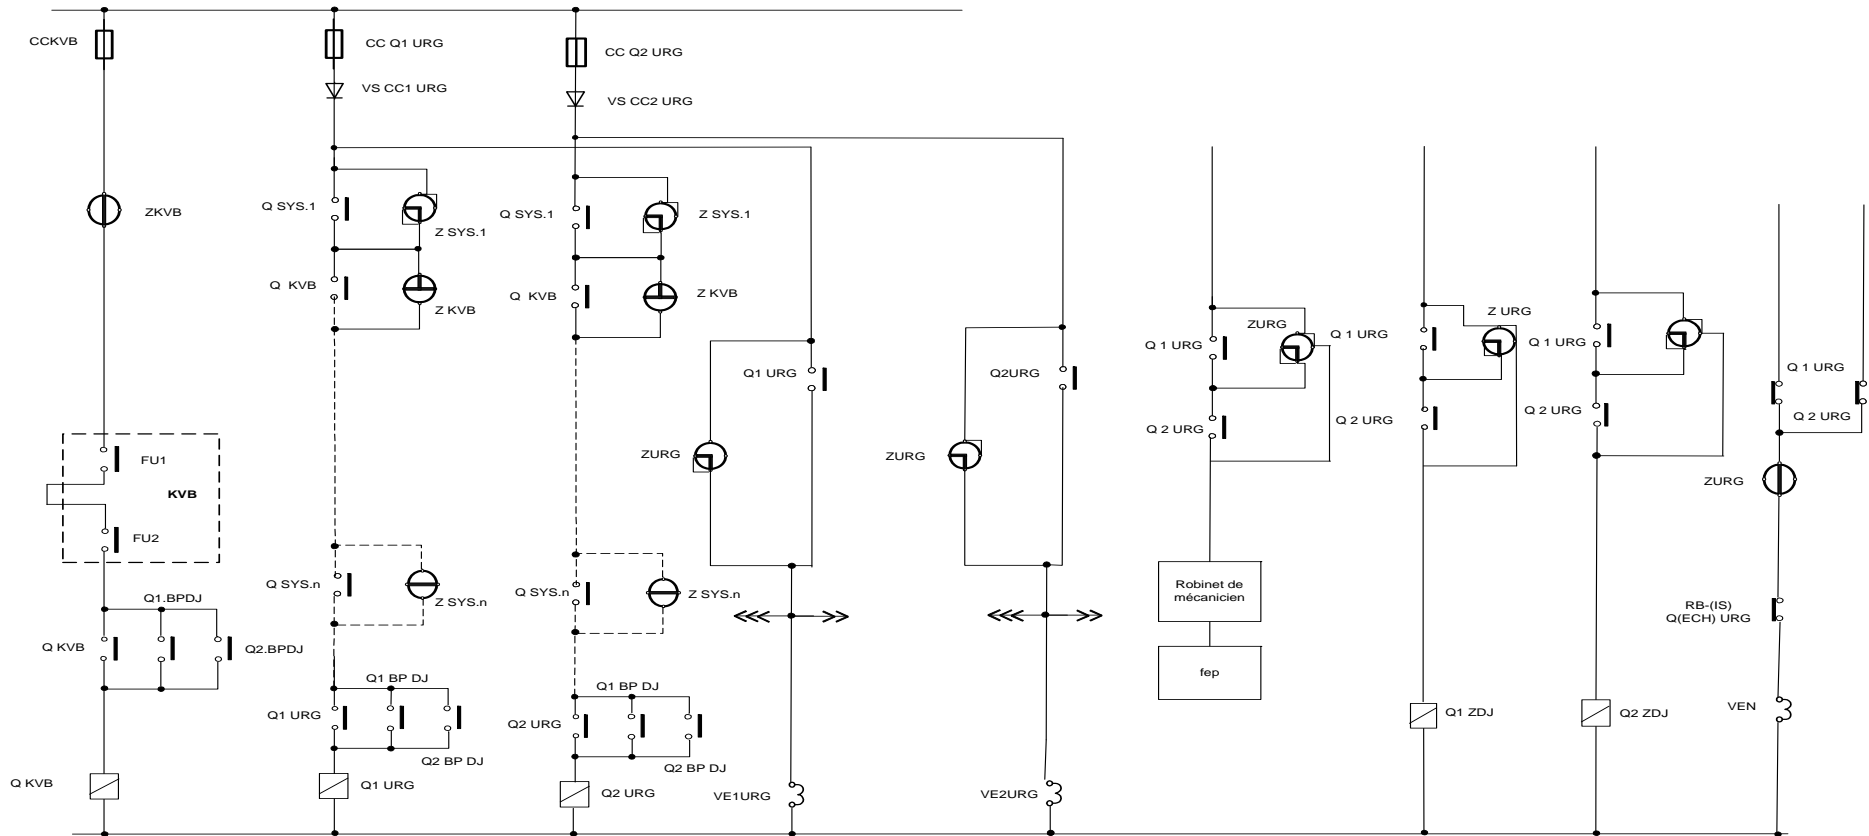 CCKVB
CC Q1 URG
CC Q2 URG
VS CC1 URG
VS CC2 URG
ZKVB
Q SYS.1
Z SYS.1
Q SYS.1
Z SYS.1
Q KVB
Z KVB
Q KVB
Z KVB
Q1 URG
ZURG
Q2URG
ZURG
Q 1 URG
ZURG
Q 2 URG
Q 1 URG
Z URG
Q 2 URG
Q 1 URG
Q 2 URG
Q 1 URG
Q 2 URG
ZURG
FU1
KVB
FU2
Q1.BPDJ
Q KVB
Q2.BPDJ
Q SYS.n
Z SYS.n
Q SYS.n
Z SYS.n
Robinet de
mécanicien
fep
RB-(IS)
Q(ECH) URG
Q1 BP DJ
Q1 URG
Q2 BP DJ
Q1 BP DJ
Q2 URG
Q2 BP DJ
Q1 ZDJ
Q2 ZDJ
VEN
Q KVB
Q1 URG
Q2 URG
VE1URG
VE2URG